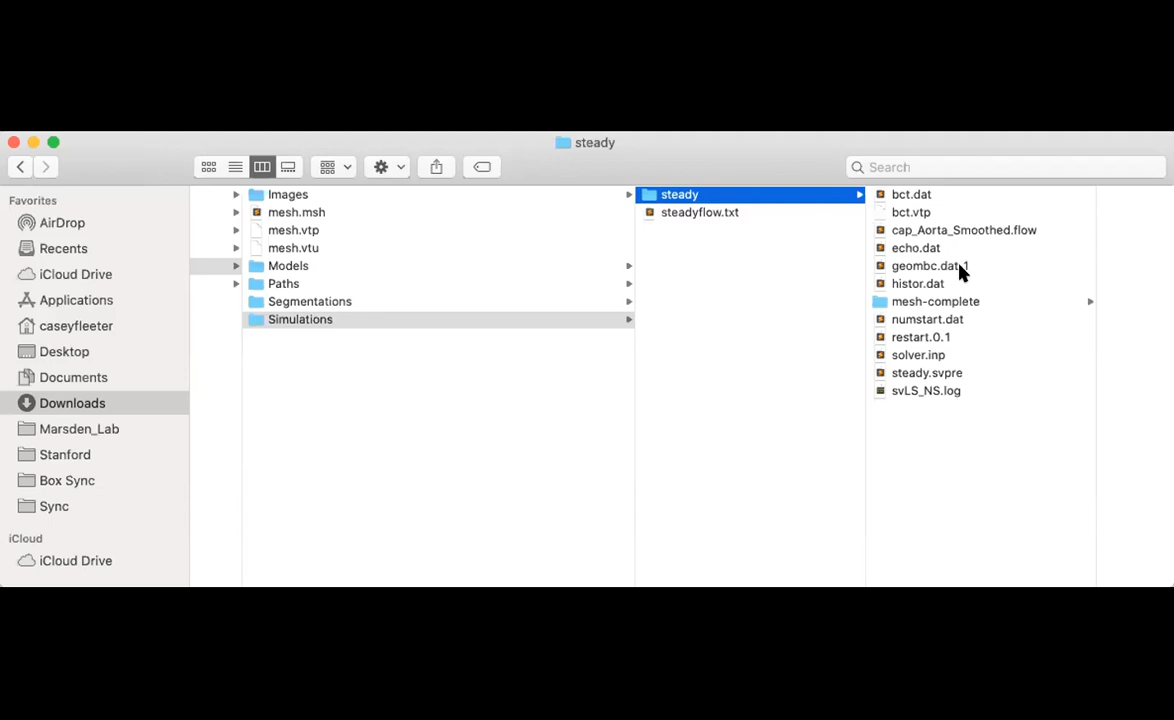 steady
Search
Favorites
AirDrop
Recents
iCloud Drive
Applications
caseyfleeter
Desktop
Documents
Downloads
Marsden_Lab
Stanford
Box Sync
Sync
iCloud
iCloud Drive
Images
mesh.msh
mesh.vtp
mesh.vtu
Models
Paths
Segmentations
Simulations
steady
steadyflow.txt
bct.dat
bct.vtp
cap_Aorta_Smoothed.flow
echo.dat
geombc.dat.1
histor.dat
mesh-complete
numstart.dat
restart.0.1
solver.inp
steady.svpre
svLS_NS.log